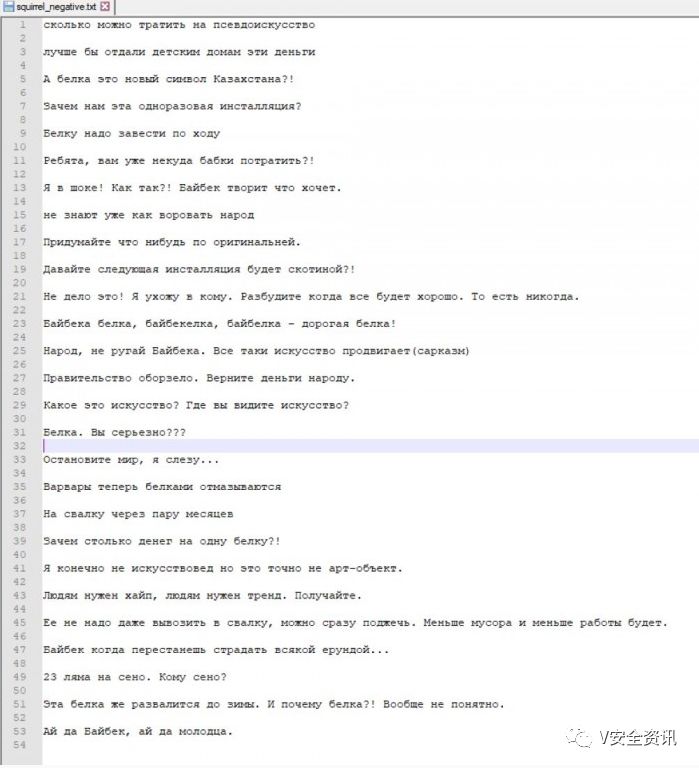 squirrel_negative.txt
1 сколько можно тратить на псевдоискусство
2
3 лучше бы отдали детским домам эти деньги
4
5 А белка это новый символ Казахстана?!
6
7 Зачем нам эта одноразовая инсталляция?
8
9 Белку надо завести по ходу
10
11 Ребята, вам уже некуда бабки потратить?!
12
13 Я в шоке! Как так?! Байбек творит что хочет.
14
15 не знают уже как воровать народ
16
17 Придумайте что нибудь по оригинальней.
18
19 Давайте следующая инсталляция будет скотиной?!
20
21 Не дело это! Я ухожу в кому. Разбудите когда все будет хорошо. То есть никогда.
22
23 Байбека белка, байбекелка, байбелка – дорогая белка!
24
25 Народ, не ругай Байбека. Все таки искусство продвигает(сарказм)
26
27 Правительство оборзело. Верните деньги народу.
28
29 Какое это искусство? Где вы видите искусство?
30
31 Белка. Вы серьезно???
32
33 Остановите мир, я слезу...
34
35 Варвары теперь белками отмазываются
36
37 На свалку через пару месяцев
38
39 Зачем столько денег на одну белку?!
40
41 Я конечно не искусствовед но это точно не арт-объект.
42
43 Людям нужен хайп, людям нужен тренд. Получайте.
44
45 Ее не надо даже вывозить в свалку, можно сразу поджечь. Меньше мусора и меньше работы будет.
46
47 Байбек когда перестанешь страдать всякой ерундой...
48
49 23 ляма на сено. Кому сено?
50
51 Эта белка же развалится до зимы. И почему белка?! Вообще не понятно.
52
53 Ай да Байбек, ай да молодца.
54
V安全资讯